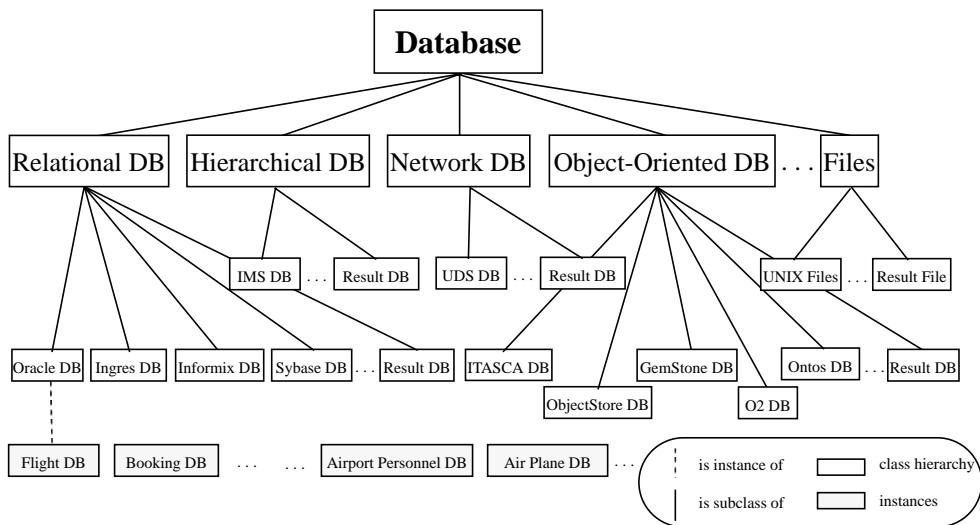 Database
Relational DB Hierarchical DB Network DB Object-Oriented DB . . . Files
IMS DB . . . Result DB UDS DB . . . Result DB UNIX Files . . . Result File
Oracle DB Ingres DB Informix DB Sybase DB . . . Result DB ITASCA DB GemStone DB Ontos DB . . . Result DB
ObjectStore DB O2 DB
Flight DB Booking DB . . . . . . Airport Personnel DB Air Plane DB . . .
is instance of class hierarchy
is subclass of instances